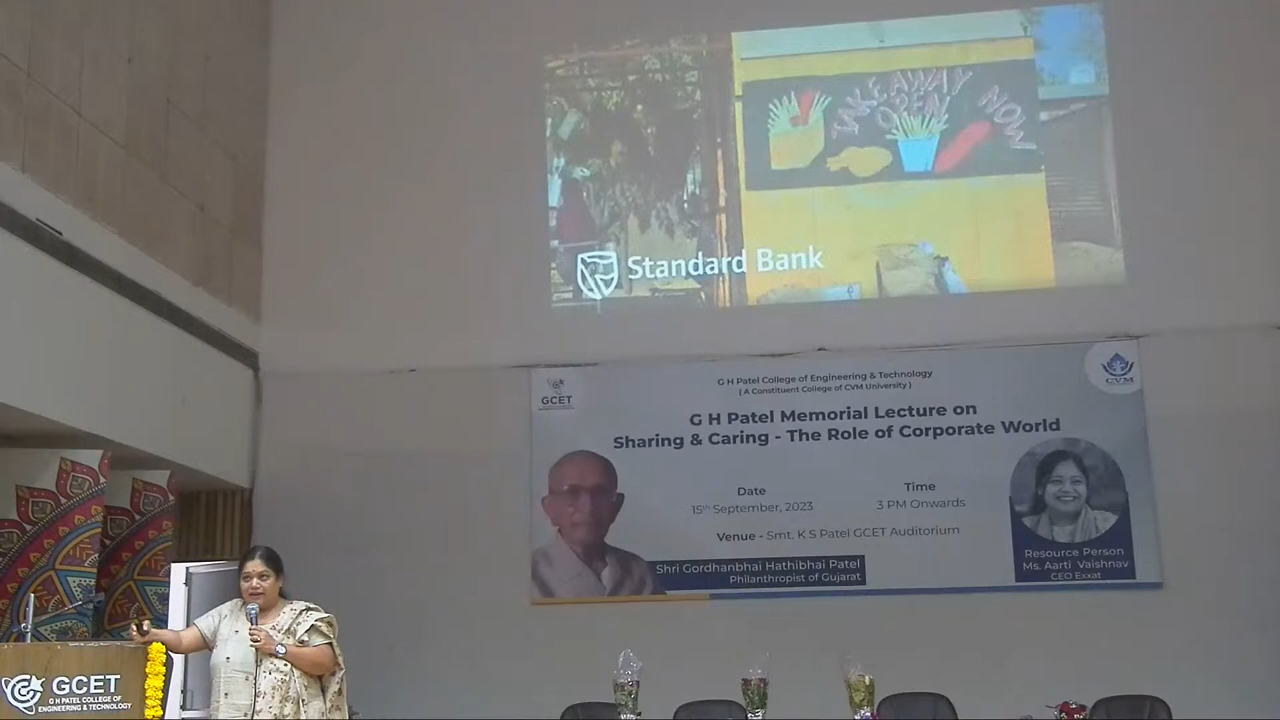 TAKEAWAY
OPEN
NOW
Standard Bank
GCET
CVM
G H Patel College of Engineering & Technology
( A Constituent College of CVM University )
G H Patel Memorial Lecture on
Sharing & Caring - The Role of Corporate World
Date
15th September, 2023
Time
3 PM Onwards
Venue - Smt. K S Patel GCET Auditorium
Shri Gordhanbhai Hathibhai Patel
Philanthropist of Gujarat
Resource Person
Ms. Aarti Vaishnav
CEO Exxat
GCET
G H PATEL COLLEGE OF
ENGINEERING & TECHNOLOGY